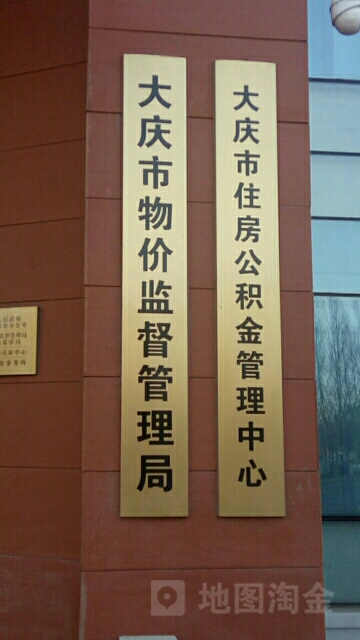 大庆市物价监督管理局
大庆市住房公积金管理中心
地图淘金